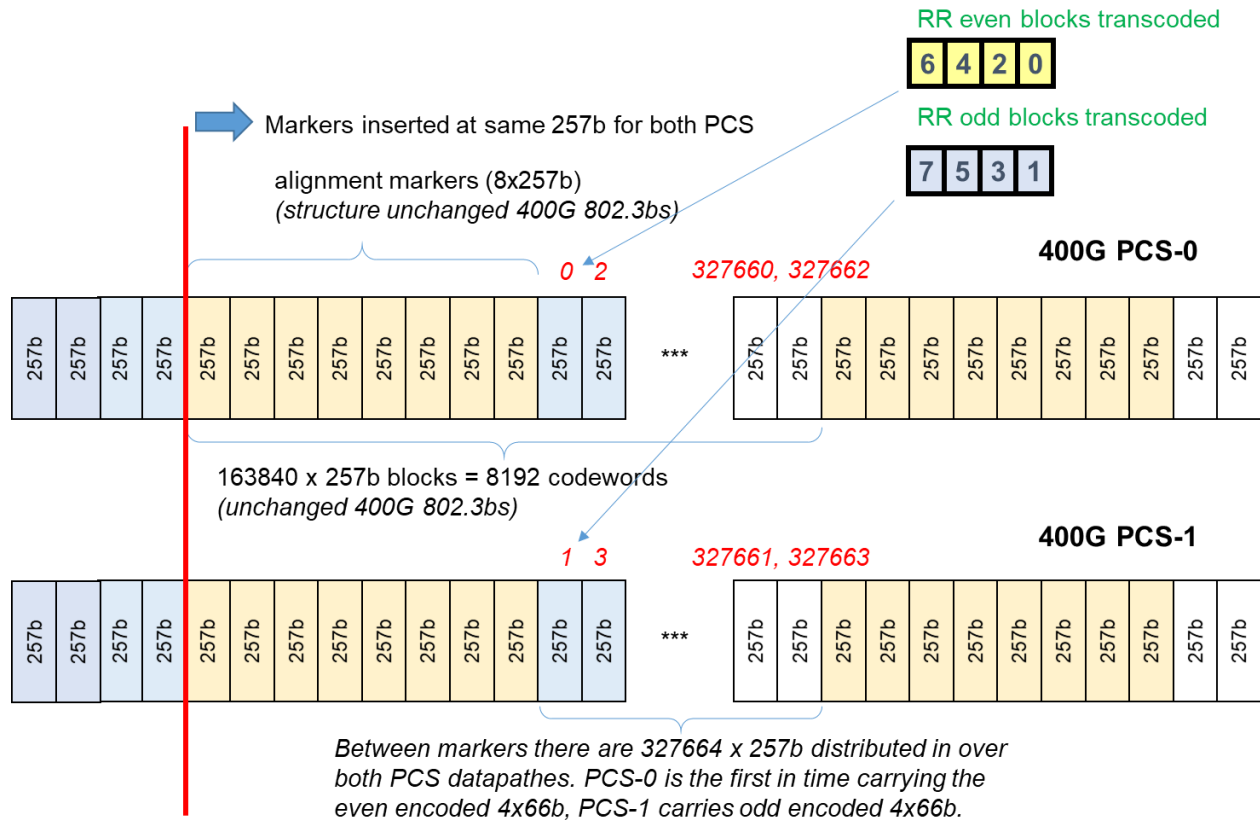 RR even blocks transcoded
6 4 2 0
Markers inserted at same 257b for both PCS
RR odd blocks transcoded
7 5 3 1
alignment markers (8x257b)
(structure unchanged 400G 802.3bs)
400G PCS-0
0 2 327660, 327662
257b 257b 257b 257b 257b 257b 257b 257b 257b 257b 257b 257b 257b 257b *** 257b 257b 257b 257b 257b 257b 257b 257b 257b 257b 257b 257b
163840 x 257b blocks = 8192 codewords
(unchanged 400G 802.3bs)
400G PCS-1
1 3 327661, 327663
257b 257b 257b 257b 257b 257b 257b 257b 257b 257b 257b 257b 257b 257b *** 257b 257b 257b 257b 257b 257b 257b 257b 257b 257b 257b 257b
Between markers there are 327664 x 257b distributed in over
both PCS datapathes. PCS-0 is the first in time carrying the
even encoded 4x66b, PCS-1 carries odd encoded 4x66b.